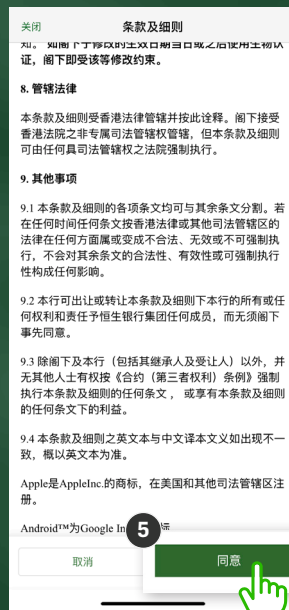 关闭
条款及细则
知。 如阁下于修改的生效日期当日或之后使用生物认
证，阁下即受该等修改约束。
8. 管辖法律
本条款及细则受香港法律管辖并按此诠释。阁下接受
香港法院之非专属司法管辖权管辖，但本条款及细则
可由任何具司法管辖权之法院强制执行。
9. 其他事项
9.1 本条款及细则的各项条文均可与其余条文分割。若
在任何时间任何条文按香港法律或其他司法管辖区的
法律在任何方面属或变成不合法、无效或不可强制执
行，不会对其余条文的合法性、有效性或可强制执行
性构成任何影响。
9.2 本行可出让或转让本条款及细则下本行的所有或任
何权利和责任予恒生银行集团任何成员，而无须阁下
事先同意。
9.3 除阁下及本行（包括其继承人及受让人）以外，并
无其他人士有权按《合约（第三者权利）条例》强制
执行本条款及细则的任何条文 ，或享有本条款及细则
的任何条文下的利益。
9.4 本条款及细则之英文本与中文译本文义如出现不一
致，概以英文本为准。
Apple是AppleInc.的商标，在美国和其他司法管辖区注
册。
Android™为Google In
5
取消
同意